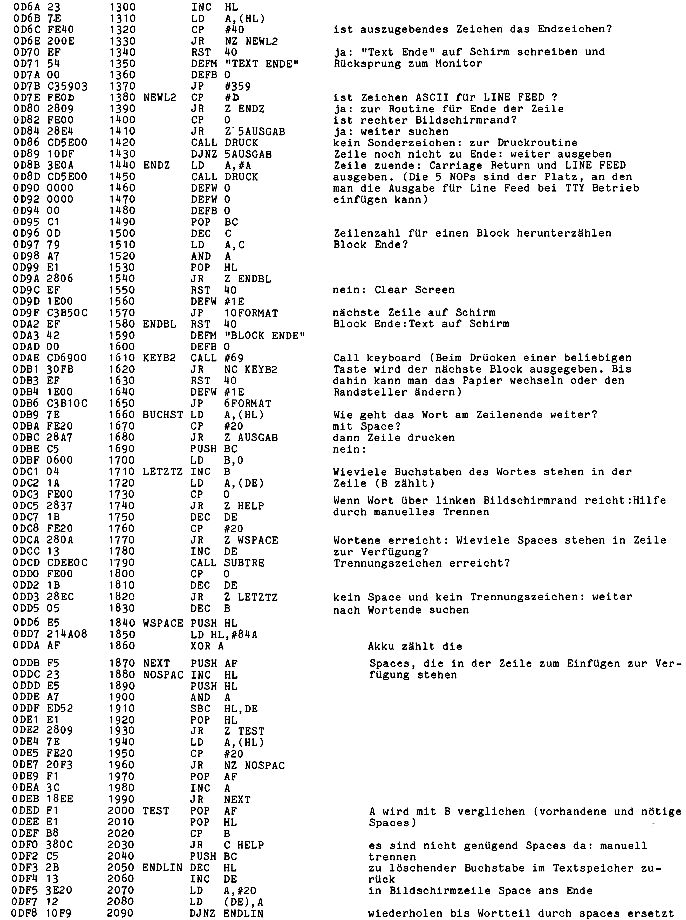 0D6A 23 1300 INC HL
0D6B 7E 1310 LD A,(HL)
0D6C FE40 1320 CP #40 ist auszugebendes Zeichen das Endzeichen?
0D6E 200E 1330 JR NZ NEWL2
0D70 EF 1340 RST 40 ja: "Text Ende" auf Schirm schreiben und
0D71 54 1350 DEFM "TEXT ENDE" Rücksprung zum Monitor
0D7A 00 1360 DEFB 0
0D7B C35903 1370 JP #359
0D7E FE0D 1380 NEWL2 CP #D ist Zeichen ASCII für LINE FEED ?
0D80 2809 1390 JR Z ENDZ ja: zur Routine für Ende der Zeile
0D82 FE00 1400 CP 0 ist rechter Bildschirmrand?
0D84 28E4 1410 JR Z 5AUSGAB ja: weiter suchen
0D86 CD5E00 1420 CALL DRUCK kein Sonderzeichen: zur Druckroutine
0D89 10DF 1430 DJNZ 5AUSGAB Zeile noch nicht zu Ende: weiter ausgeben
0D8B 3E0A 1440 ENDZ LD A,#A Zeile zuende: Carriage Return und LINE FEED
0D8D CD5E00 1450 CALL DRUCK ausgeben. (Die 5 NOPs sind der Platz, an den
0D90 0000 1460 DEFW 0 man die Ausgabe für Line Feed bei TTY Betrieb
0D92 0000 1470 DEFW 0 einfügen kann)
0D94 00 1480 DEFB 0
0D95 C1 1490 POP BC
0D96 0D 1500 DEC C Zeilenzahl für einen Block herunterzählen
0D97 79 1510 LD A,C Block Ende?
0D98 A7 1520 AND A
0D99 E1 1530 POP HL
0D9A 2806 1540 JR Z ENDBL
0D9C EF 1550 RST 40 nein: Clear Screen
0D9D 1E00 1560 DEFW #1E
0D9F C3B50C 1570 JP 10FORMAT nächste Zeile auf Schirm
0DA2 EF 1580 ENDBL RST 40 Block Ende:Text auf Schirm
0DA3 42 1590 DEFM "BLOCK ENDE"
0DAD 00 1600 DEFB 0
0DAE CD6900 1610 KEYB2 CALL #69 Call keyboard (Beim Drücken einer beliebigen
0DB1 30FB 1620 JR NC KEYB2 Taste wird der nächste Block ausgegeben. Bis
0DB3 EF 1630 RST 40 dahin kann man das Papier wechseln oder den
0DB4 1E00 1640 DEFW #1E Randsteller ändern)
0DB6 C3B10C 1650 JP 6FORMAT
0DB9 7E 1660 BUCHST LD A,(HL) Wie geht das Wort am Zeilenende weiter?
0DBA FE20 1670 CP #20 mit Space?
0DBC 28A7 1680 JR Z AUSGAB dann Zeile drucken
0DBE C5 1690 PUSH BC nein:
0DBF 0600 1700 LD B,0
0DC1 04 1710 LETZTZ INC B Wieviele Buchstaben des Wortes stehen in der
0DC2 1A 1720 LD A,(DE) Zeile (B zählt)
0DC3 FE00 1730 CP 0
0DC5 2837 1740 JR Z HELP Wenn Wort über linken Bildschirmrand reicht:Hilfe
0DC7 1B 1750 DEC DE durch manuelles Trennen
0DC8 FE20 1760 CP #20
0DCA 280A 1770 JR Z WSPACE Wortene erreicht: Wieviele Spaces stehen in Zeile
0DCC 13 1780 INC DE zur Verfügung?
0DCD CDEE0C 1790 CALL SUBTRE Trennungszeichen erreicht?
0DD0 FE00 1800 CP 0
0DD2 1B 1810 DEC DE
0DD3 28EC 1820 JR Z LETZTZ kein Space und kein Trennungszeichen: weiter
0DD5 05 1830 DEC B nach Wortende suchen
0DD6 E5 1840 WSPACE PUSH HL
0DD7 214A08 1850 LD HL,#84A
0DDA AF 1860 XOR A Akku zählt die
0DDB F5 1870 NEXT PUSH AF Spaces, die in der Zeile zum Einfügen zur Ver-
0DDC 23 1880 NOSPAC INC HL fügung stehen
0DDD E5 1890 PUSH HL
0DDE A7 1900 AND A
0DDF ED52 1910 SBC HL,DE
0DE1 E1 1920 POP HL
0DE2 2809 1930 JR Z TEST
0DE4 7E 1940 LD A,(HL)
0DE5 FE20 1950 CP #20
0DE7 20F3 1960 JR NZ NOSPAC
0DE9 F1 1970 POP AF
0DEA 3C 1980 INC A
0DEB 18EE 1990 JR NEXT
0DED F1 2000 TEST POP AF A wird mit B verglichen (vorhandene und nötige
0DEE E1 2010 POP HL Spaces)
0DEF B8 2020 CP B
0DF0 380C 2030 JR C HELP es sind nicht genügend Spaces da: manuell
0DF2 C5 2040 PUSH BC trennen
0DF3 2B 2050 ENDLIN DEC HL zu löschender Buchstabe im Textspeicher zu-
0DF4 13 2060 INC DE rück
0DF5 3E20 2070 LD A,#20 in Bildschirmzeile Space ans Ende
0DF7 12 2080 LD (DE),A
0DF8 10F9 2090 DJNZ ENDLIN wiederholen bis Wortteil durch spaces ersetzt